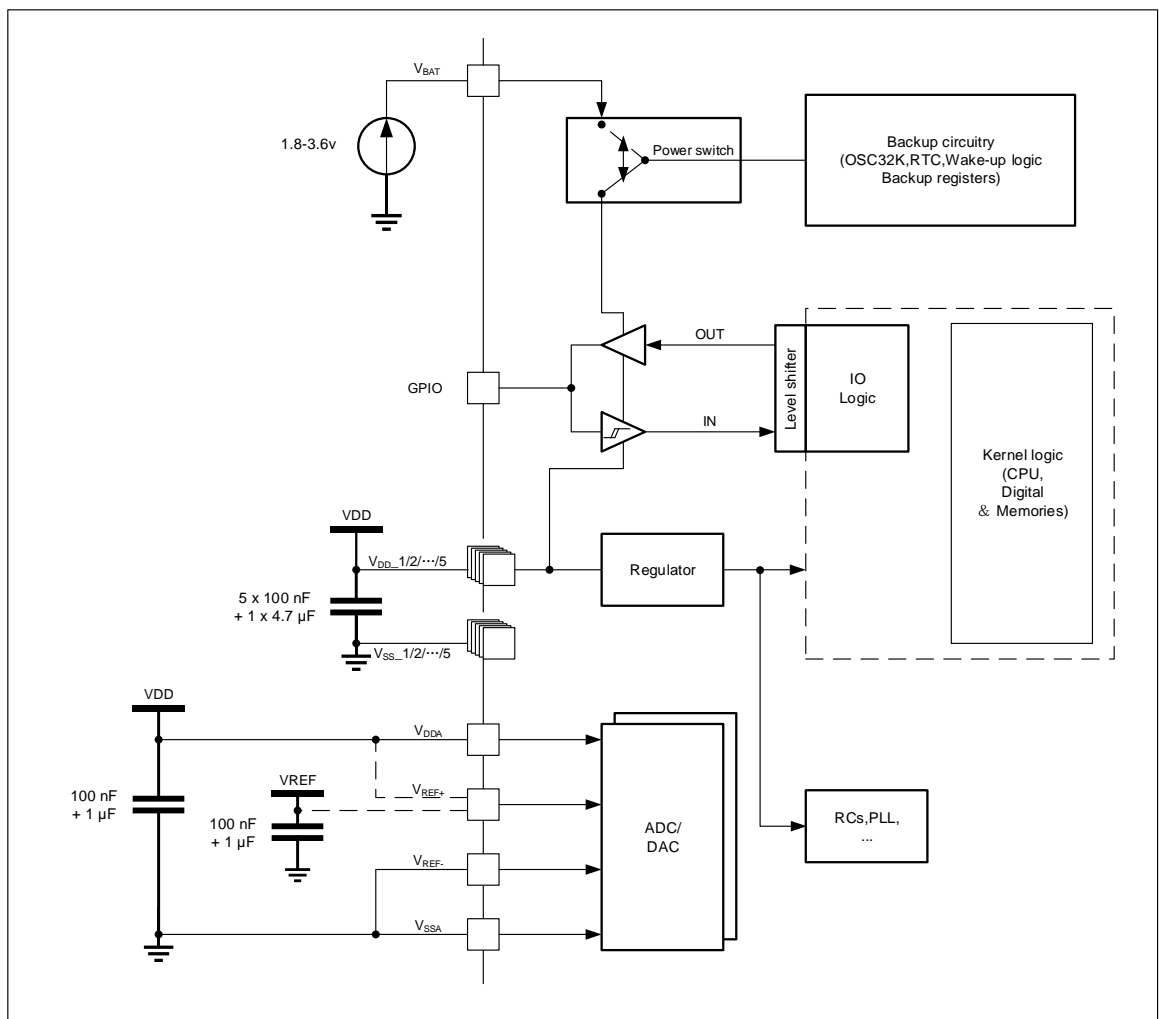 VBAT
1.8-3.6v
Power switch
Backup circuitry
(OSC32K,RTC,Wake-up logic
Backup registers)
OUT
GPIO
IN
Level shifter
IO
Logic
Kernel logic
(CPU,
Digital
& Memories)
VDD
VDD_1/2/···/5
5 x 100 nF
+ 1 x 4.7 µF
VSS_1/2/···/5
Regulator
VDD
VDDA
VREF
VREF+
100 nF
+ 1 µF
100 nF
+ 1 µF
ADC/
DAC
RCs,PLL,
...
VREF-
VSSA